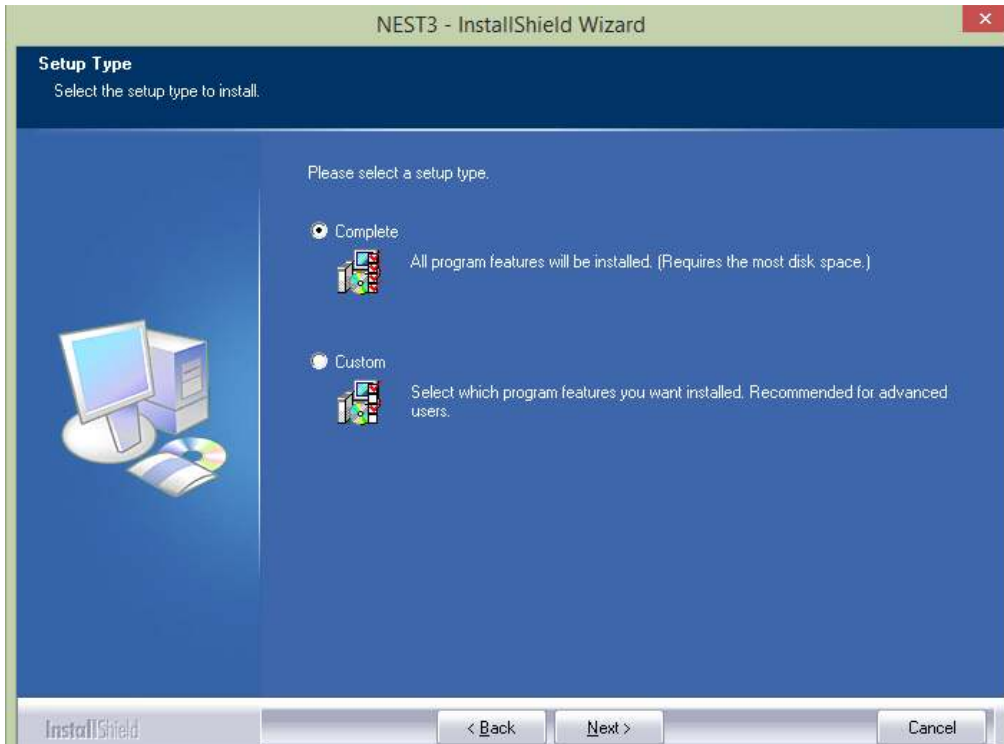 NEST3 - InstallShield Wizard
Setup Type
Select the setup type to install.
Please select a setup type.
Complete
All program features will be installed. (Requires the most disk space.)
Custom
Select which program features you want installed. Recommended for advanced
users.
InstallShield
< Back
Next >
Cancel